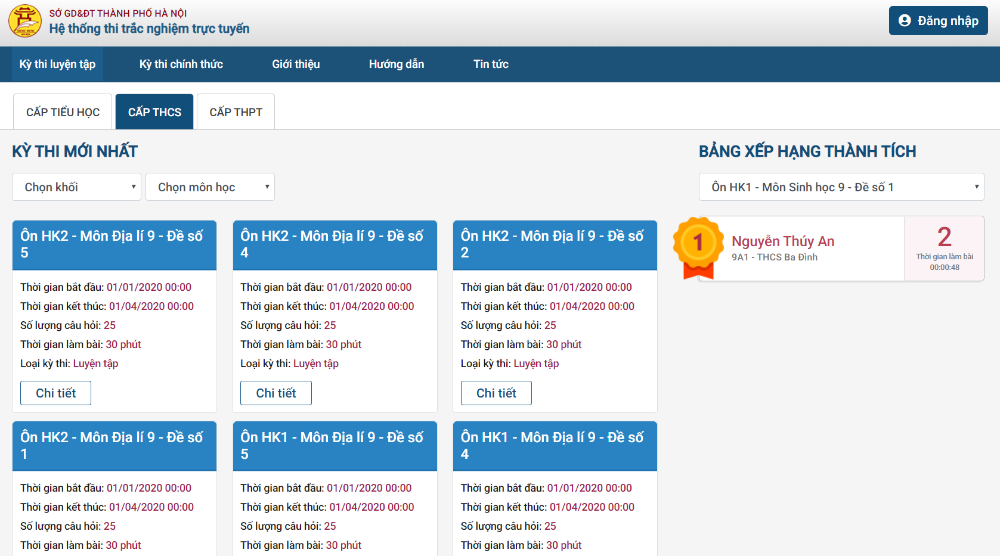 SỞ GD&ĐT THÀNH PHỐ HÀ NỘI
Hệ thống thi trắc nghiệm trực tuyến
Đăng nhập
Kỳ thi luyện tập
Kỳ thi chính thức
Giới thiệu
Hướng dẫn
Tin tức
CẤP TIỂU HỌC
CẤP THCS
CẤP THPT
KỲ THI MỚI NHẤT
Chọn khối
Chọn môn học
Ôn HK2 - Môn Địa lí 9 - Đề số
5
Thời gian bắt đầu: 01/01/2020 00:00
Thời gian kết thúc: 01/04/2020 00:00
Số lượng câu hỏi: 25
Thời gian làm bài: 30 phút
Loại kỳ thi: Luyện tập
Chi tiết
Ôn HK2 - Môn Địa lí 9 - Đề số
4
Thời gian bắt đầu: 01/01/2020 00:00
Thời gian kết thúc: 01/04/2020 00:00
Số lượng câu hỏi: 25
Thời gian làm bài: 30 phút
Loại kỳ thi: Luyện tập
Chi tiết
Ôn HK2 - Môn Địa lí 9 - Đề số
2
Thời gian bắt đầu: 01/01/2020 00:00
Thời gian kết thúc: 01/04/2020 00:00
Số lượng câu hỏi: 25
Thời gian làm bài: 30 phút
Loại kỳ thi: Luyện tập
Chi tiết
Ôn HK2 - Môn Địa lí 9 - Đề số
1
Thời gian bắt đầu: 01/01/2020 00:00
Thời gian kết thúc: 01/04/2020 00:00
Số lượng câu hỏi: 25
Thời gian làm bài: 30 phút
Ôn HK1 - Môn Địa lí 9 - Đề số
5
Thời gian bắt đầu: 01/01/2020 00:00
Thời gian kết thúc: 01/04/2020 00:00
Số lượng câu hỏi: 25
Thời gian làm bài: 30 phút
Ôn HK1 - Môn Địa lí 9 - Đề số
4
Thời gian bắt đầu: 01/01/2020 00:00
Thời gian kết thúc: 01/04/2020 00:00
Số lượng câu hỏi: 25
Thời gian làm bài: 30 phút
BẢNG XẾP HẠNG THÀNH TÍCH
Ôn HK1 - Môn Sinh học 9 - Đề số 1
1
Nguyễn Thúy An
9A1 - THCS Ba Đình
2
Thời gian làm bài
00:00:48